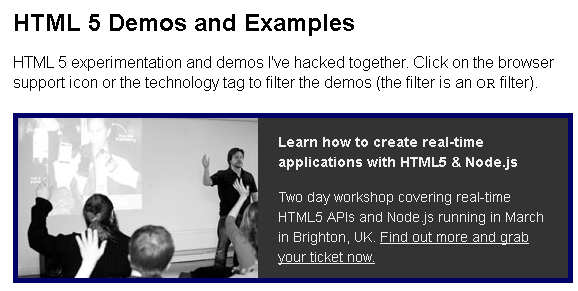 HTML 5 Demos and Examples
HTML 5 experimentation and demos I've hacked together. Click on the browser
support icon or the technology tag to filter the demos (the filter is an OR filter).
Learn how to create real-time
applications with HTML5 & Node.js
Two day workshop covering real-time
HTML5 APIs and Node.js running in March
in Brighton, UK. Find out more and grab
your ticket now.